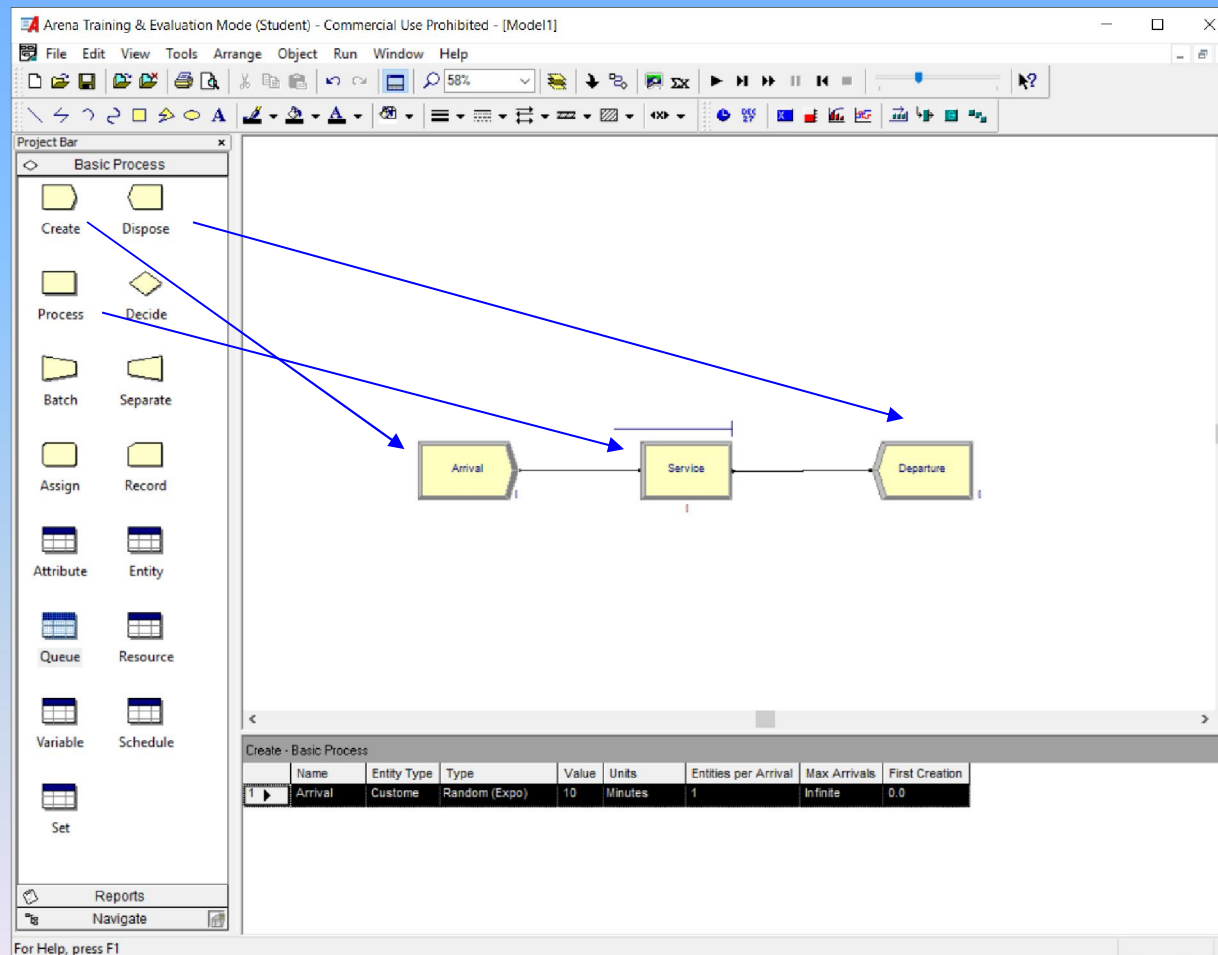 Arena Training & Evaluation Mode (Student) - Commercial Use Prohibited - [Model1]
File Edit View Tools Arrange Object Run Window Help
58%
Project Bar
Basic Process
Create Dispose
Process Decide
Batch Separate
Assign Record
Attribute Entity
Queue Resource
Variable Schedule
Set
Reports
Navigate
Arrival Service Departure
Create - Basic Process
Name Entity Type Type Value Units Entities per Arrival Max Arrivals First Creation
1 Arrival Custome Random (Expo) 10 Minutes 1 Infinite 0.0
For Help, press F1